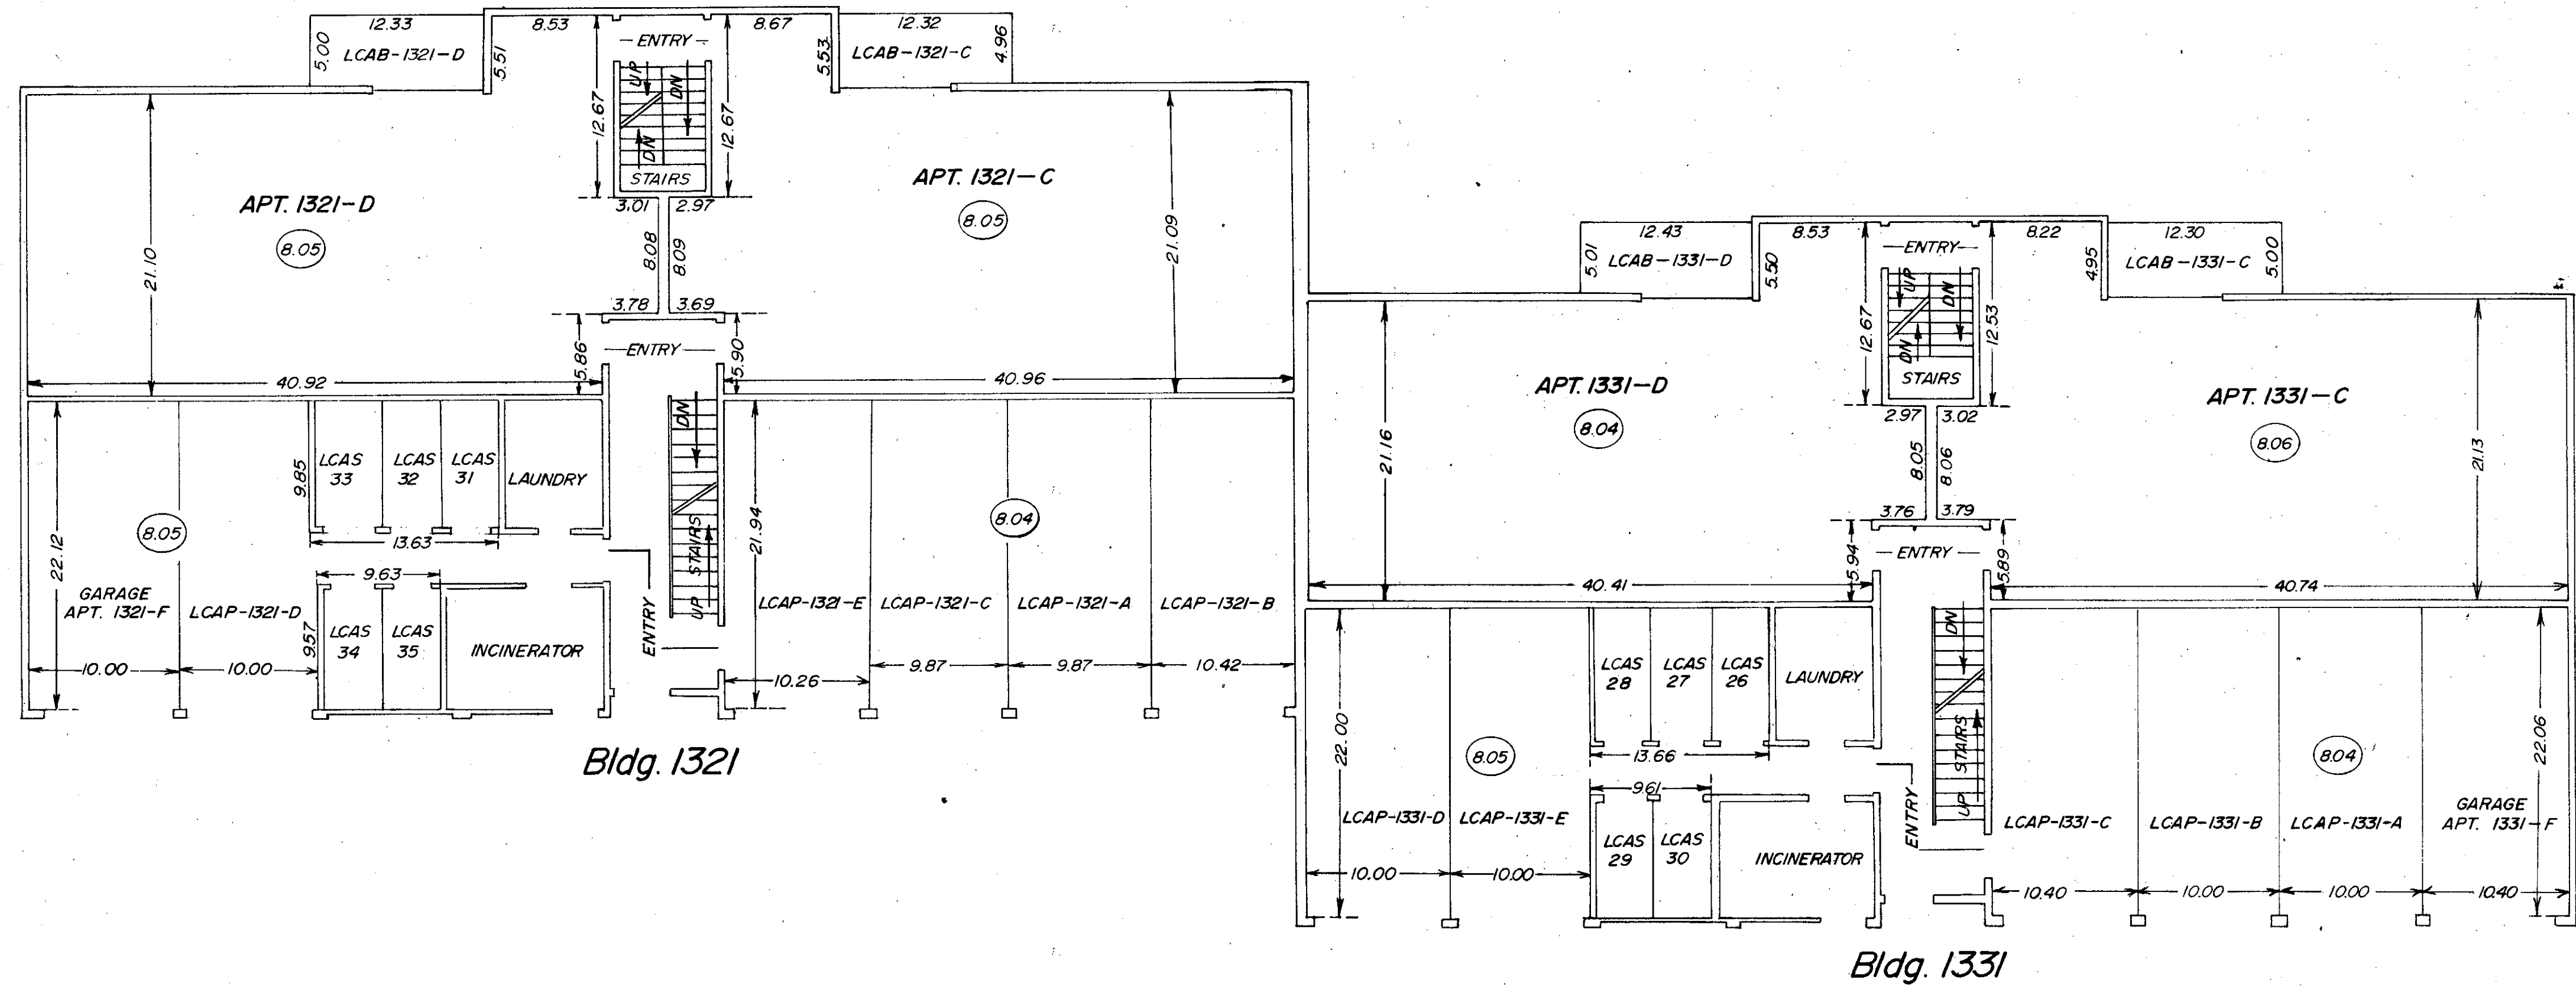 12.33
8.53
8.67
12.32
5.00
LCAB-1321-D
5.51
— ENTRY —
5.53
LCAB-1321-C
4.96
UP
DN
12.67
12.67
DN
STAIRS
APT. 1321-D
8.05
APT. 1321-C
8.05
3.01
2.97
21.10
8.08
8.09
21.09
3.78
3.69
5.86
—ENTRY—
5.90
40.92
40.96
DN
9.85
LCAS
33
LCAS
32
LCAS
31
LAUNDRY
8.05
22.12
13.63
21.94
8.04
UP STAIRS
9.63
GARAGE
APT. 1321-F
LCAP-1321-D
9.57
LCAS
34
LCAS
35
INCINERATOR
ENTRY
LCAP-1321-E
LCAP-1321-C
LCAP-1321-A
LCAP-1321-B
10.00
10.00
10.26
9.87
9.87
10.42
Bldg. 1321
12.43
8.53
8.22
12.30
5.01
LCAB-1331-D
5.50
—ENTRY—
4.95
LCAB-1331-C
5.00
UP
DN
12.67
12.53
DN
STAIRS
APT. 1331-D
8.04
APT. 1331-C
8.06
2.97
3.02
21.16
8.05
8.06
21.13
3.76
3.79
5.94
— ENTRY —
5.89
40.41
40.74
DN
LCAS
28
LCAS
27
LCAS
26
LAUNDRY
22.00
8.05
13.66
UP STAIRS
8.04
22.06
9.61
LCAP-1331-D
LCAP-1331-E
LCAS
29
LCAS
30
INCINERATOR
ENTRY
LCAP-1331-C
LCAP-1331-B
LCAP-1331-A
GARAGE
APT. 1331-F
10.00
10.00
10.40
10.00
10.00
10.40
Bldg. 1331